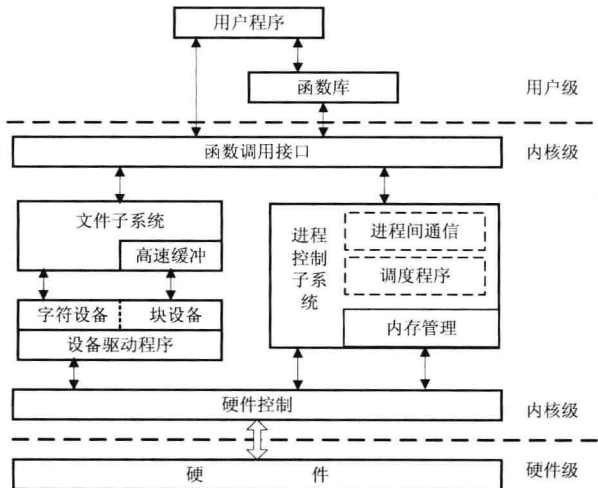 用户程序
函数库
用户级
函数调用接口
内核级
文件子系统
高速缓冲
进程
控制
子系
统
进程间通信
调度程序
内存管理
字符设备
块设备
设备驱动程序
硬件控制
内核级
硬 件
硬件级